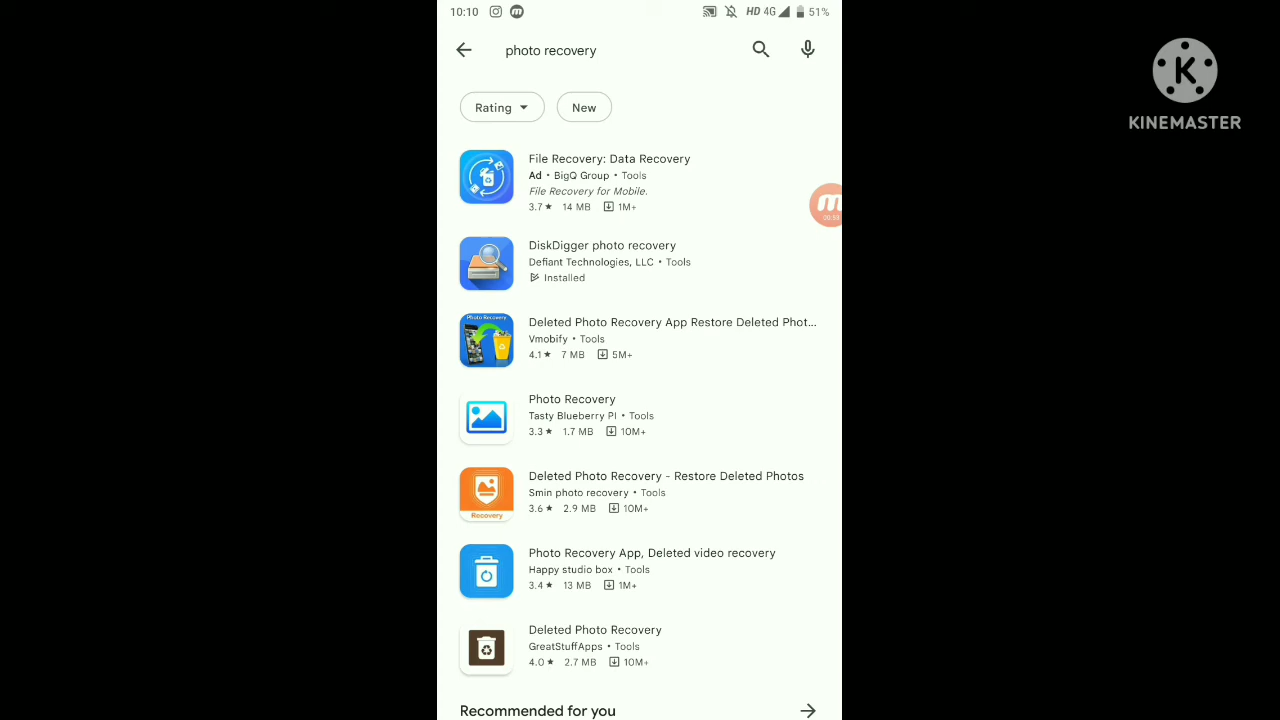 10:10
HD 4G 51%
photo recovery
KINEMASTER
Rating
New
File Recovery: Data Recovery
Ad • BigQ Group • Tools
File Recovery for Mobile.
3.7 ★ 14 MB 1M+
DiskDigger photo recovery
Defiant Technologies, LLC • Tools
Installed
Photo Recovery
Deleted Photo Recovery App Restore Deleted Phot...
Vmobify • Tools
4.1 ★ 7 MB 5M+
Photo Recovery
Tasty Blueberry PI • Tools
3.3 ★ 1.7 MB 10M+
Deleted Photo Recovery - Restore Deleted Photos
Smin photo recovery • Tools
3.6 ★ 2.9 MB 10M+
Recovery
Photo Recovery App, Deleted video recovery
Happy studio box • Tools
3.4 ★ 13 MB 1M+
Deleted Photo Recovery
GreatStuffApps • Tools
4.0 ★ 2.7 MB 10M+
Recommended for you